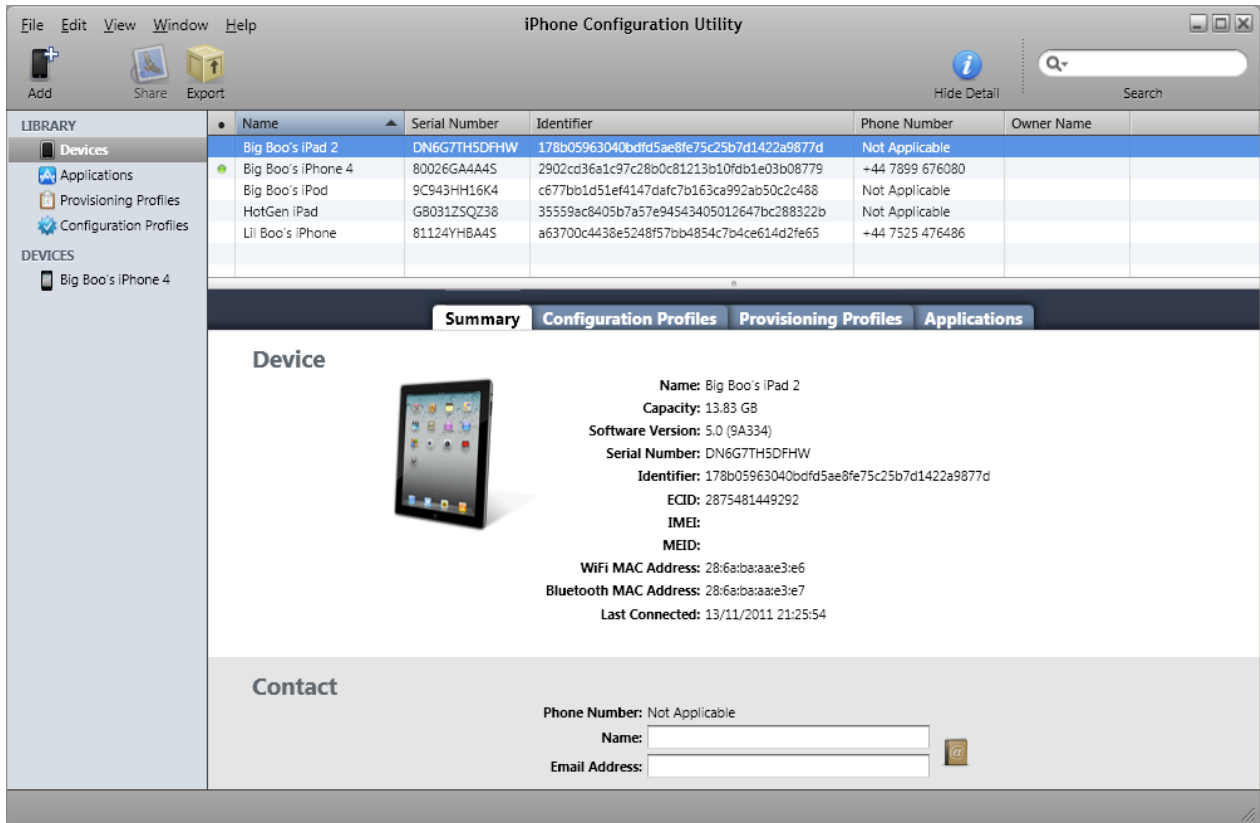 File Edit View Window Help iPhone Configuration Utility
Add Share Export Hide Detail Search
LIBRARY
Devices
Applications
Provisioning Profiles
Configuration Profiles
DEVICES
Big Boo's iPhone 4
Name Serial Number Identifier Phone Number Owner Name
Big Boo's iPad 2 DN6G7TH5DFHW 178b05963040bdfd5ae8fe75c25b7d1422a9877d Not Applicable
Big Boo's iPhone 4 80026GA4A4S 2902cd36a1c97c28b0c81213b10fdb1e03b08779 +44 7899 676080
Big Boo's iPod 9C943HH16K4 c677bb1d51ef4147dafc7b163ca992ab50c2c488 Not Applicable
HotGen iPad GB031ZSQZ38 35559ac8405b7a57e94543405012647bc288322b Not Applicable
Lil Boo's iPhone 81124YHBA4S a63700c4438e5248f57bb4854c7b4ce614d2fe65 +44 7525 476486
Summary Configuration Profiles Provisioning Profiles Applications
Device
Name: Big Boo's iPad 2
Capacity: 13.83 GB
Software Version: 5.0 (9A334)
Serial Number: DN6G7TH5DFHW
Identifier: 178b05963040bdfd5ae8fe75c25b7d1422a9877d
ECID: 2875481449292
IMEI:
MEID:
WiFi MAC Address: 28:6a:ba:aa:e3:e6
Bluetooth MAC Address: 28:6a:ba:aa:e3:e7
Last Connected: 13/11/2011 21:25:54
Contact
Phone Number: Not Applicable
Name:
Email Address: